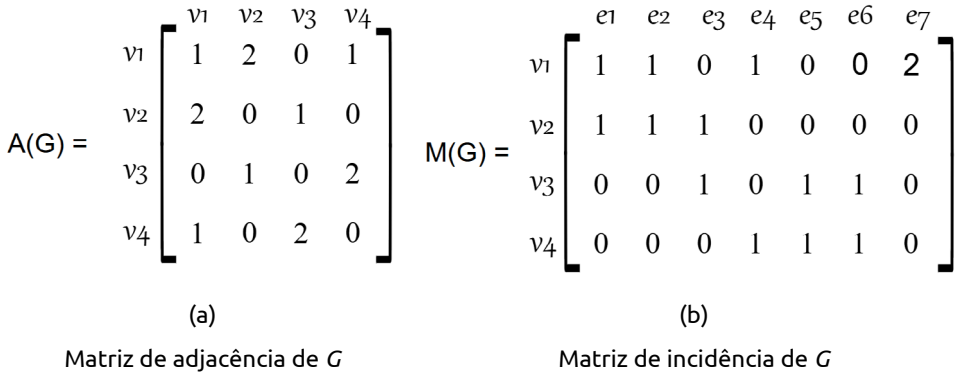 v1 v2 v3 v4
v1 1 2 0 1
v2 2 0 1 0
A(G) =
v3 0 1 0 2
v4 1 0 2 0
(a)
Matriz de adjacência de G
e1 e2 e3 e4 e5 e6 e7
v1 1 1 0 1 0 0 2
v2 1 1 1 0 0 0 0
M(G) =
v3 0 0 1 0 1 1 0
v4 0 0 0 1 1 1 0
(b)
Matriz de incidência de G